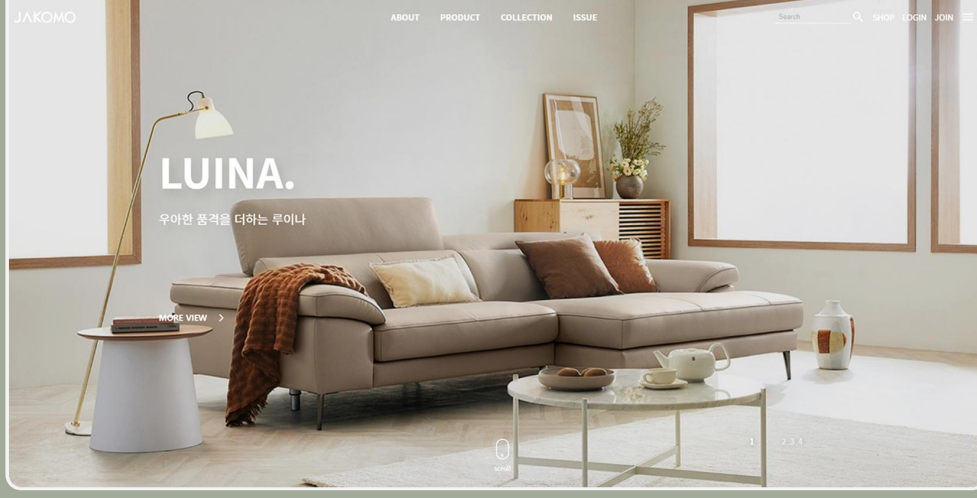 JAKOMO
ABOUT PRODUCT COLLECTION ISSUE
Search
SHOP LOGIN JOIN
LUINA.
우아한 품격을 더하는 루이나
MORE VIEW
1 2 3 4
scroll